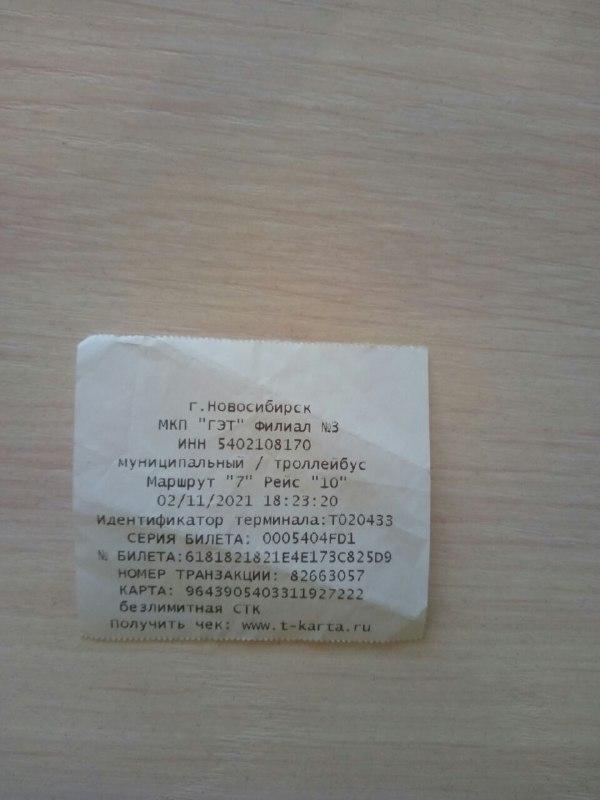 г.Новосибирск
МКП "ГЭТ" Филиал №3
ИНН 5402108170
муниципальный / троллейбус
Маршрут "7" Рейс "10"
02/11/2021 18:23:20
Идентификатор терминала:Т020433
СЕРИЯ БИЛЕТА: 0005404FD1
№ БИЛЕТА:6181821821E4E173C825D9
НОМЕР ТРАНЗАКЦИИ: 82663057
КАРТА: 9643905403311927222
безлимитная СТК
Получить чек: www.t-karta.ru